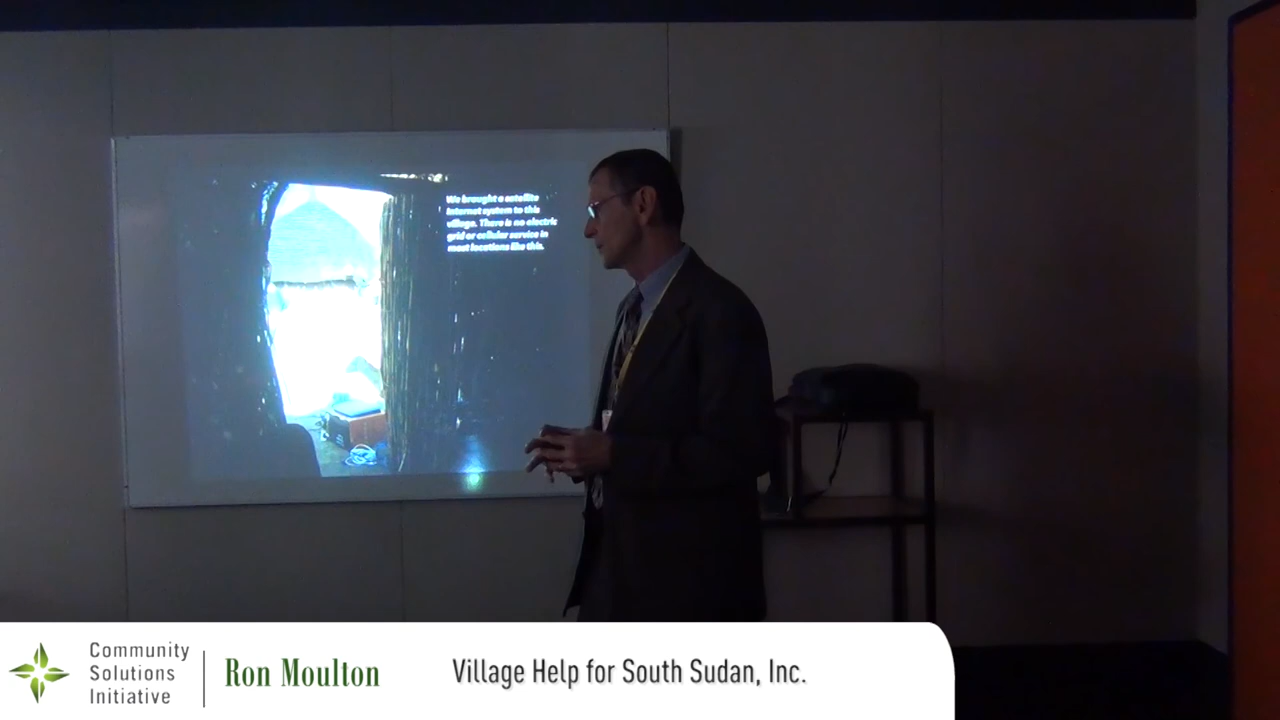 We brought a satellite
internet system to this
village. There is no electric
grid or cellular service in
most locations like this.
Community
Solutions
Initiative
Ron Moulton
Village Help for South Sudan, Inc.